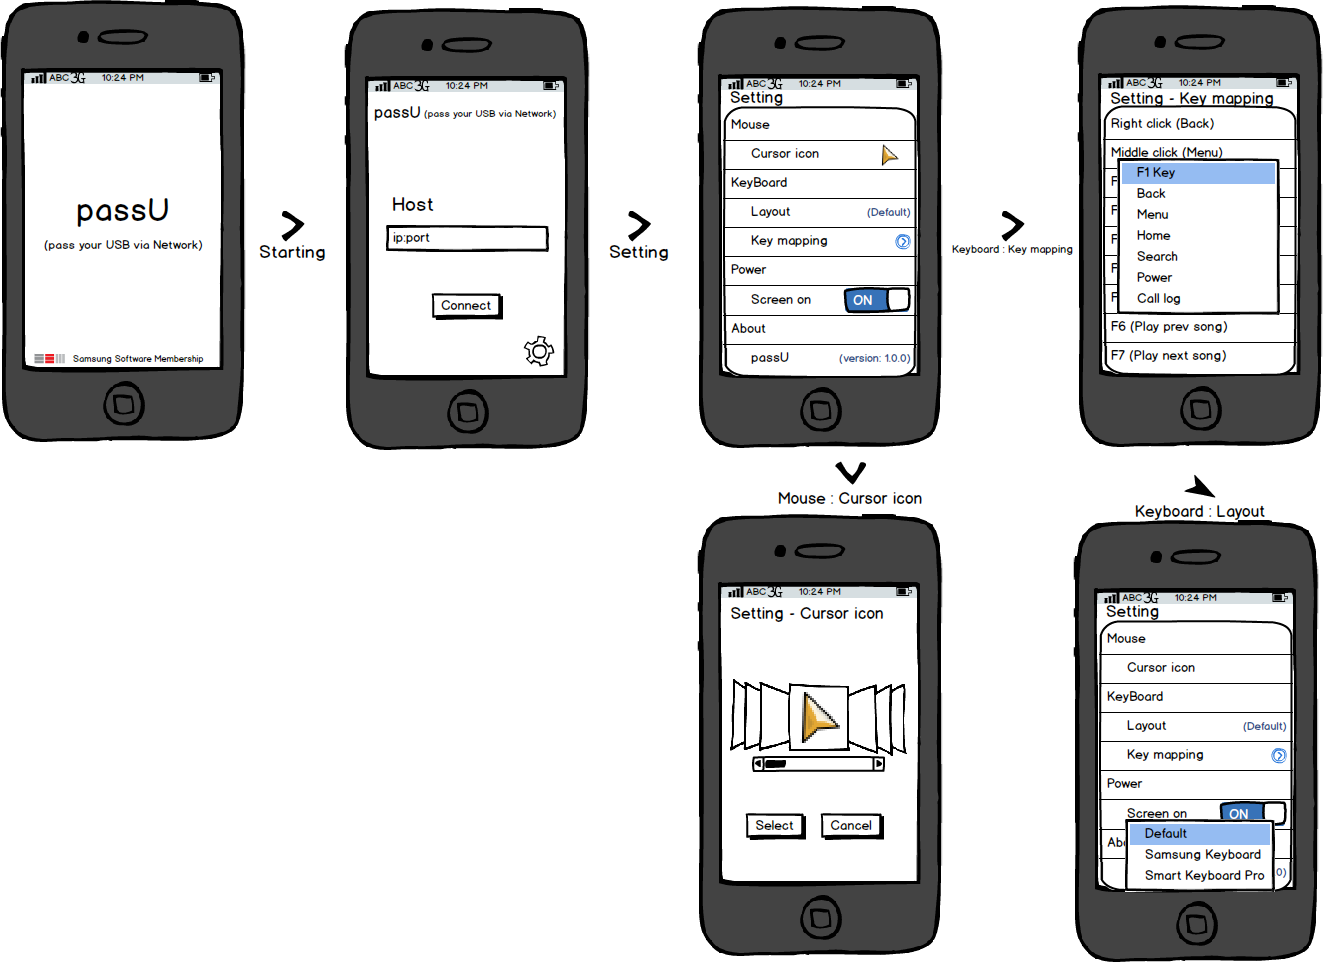 ABC 3G 10:24 PM
passU
(pass your USB via Network)
Samsung Software Membership
Starting
ABC 3G 10:24 PM
passU (pass your USB via Network)
Host
ip:port
Connect
Setting
ABC 3G 10:24 PM
Setting
Mouse
Cursor icon
KeyBoard
Layout (Default)
Key mapping
Power
Screen on ON
About
passU (version: 1.0.0)
Keyboard : Key mapping
ABC 3G 10:24 PM
Setting - Key mapping
Right click (Back)
Middle click (Menu)
F1 Key
Back
Menu
Home
Search
Power
Call log
F
F
F
F
F
F6 (Play prev song)
F7 (Play next song)
Mouse : Cursor icon
ABC 3G 10:24 PM
Setting - Cursor icon
Select Cancel
Keyboard : Layout
ABC 3G 10:24 PM
Setting
Mouse
Cursor icon
KeyBoard
Layout (Default)
Key mapping
Power
Screen on ON
Default
Samsung Keyboard
Smart Keyboard Pro